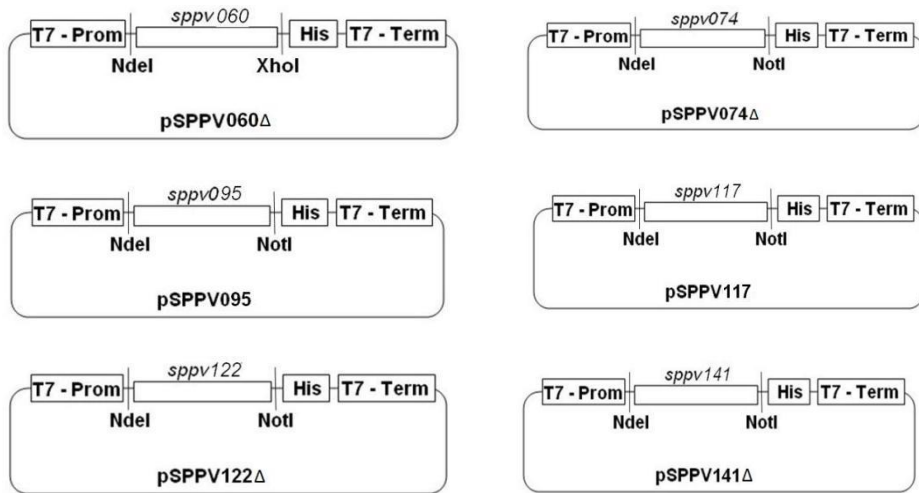 sppv060
T7 - Prom His T7 - Term
NdeI XhoI
pSPPV060Δ
sppv074
T7 - Prom His T7 - Term
NdeI NotI
pSPPV074Δ
sppv095
T7 - Prom His T7 - Term
NdeI NotI
pSPPV095
sppv117
T7 - Prom His T7 - Term
NdeI NotI
pSPPV117
sppv122
T7 - Prom His T7 - Term
NdeI NotI
pSPPV122Δ
sppv141
T7 - Prom His T7 - Term
NdeI NotI
pSPPV141Δ